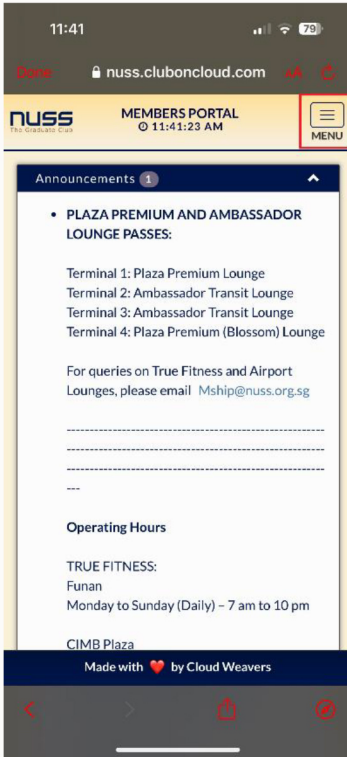 11:41
79
Done
nuss.cluboncloud.com
AA
nuss
The Graduate Club
MEMBERS PORTAL
11:41:23 AM
MENU
Announcements 1
• PLAZA PREMIUM AND AMBASSADOR
LOUNGE PASSES:
Terminal 1: Plaza Premium Lounge
Terminal 2: Ambassador Transit Lounge
Terminal 3: Ambassador Transit Lounge
Terminal 4: Plaza Premium (Blossom) Lounge
For queries on True Fitness and Airport
Lounges, please email Mship@nuss.org.sg
--------------------------------------------------------
--------------------------------------------------------
--------------------------------------------------------
---
Operating Hours
TRUE FITNESS:
Funan
Monday to Sunday (Daily) – 7 am to 10 pm
CIMB Plaza
Made with ❤ by Cloud Weavers